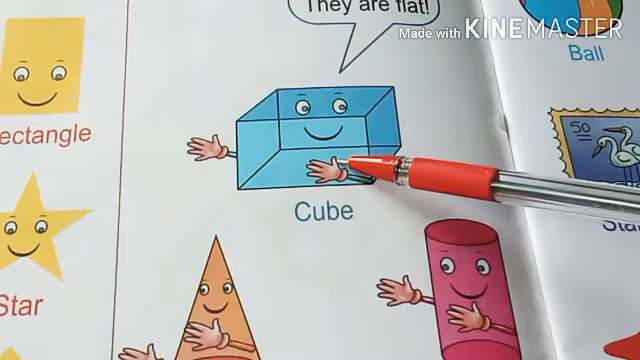 They are flat!
Made with KINEMASTER
Ball
ectangle
50
Cube
Star